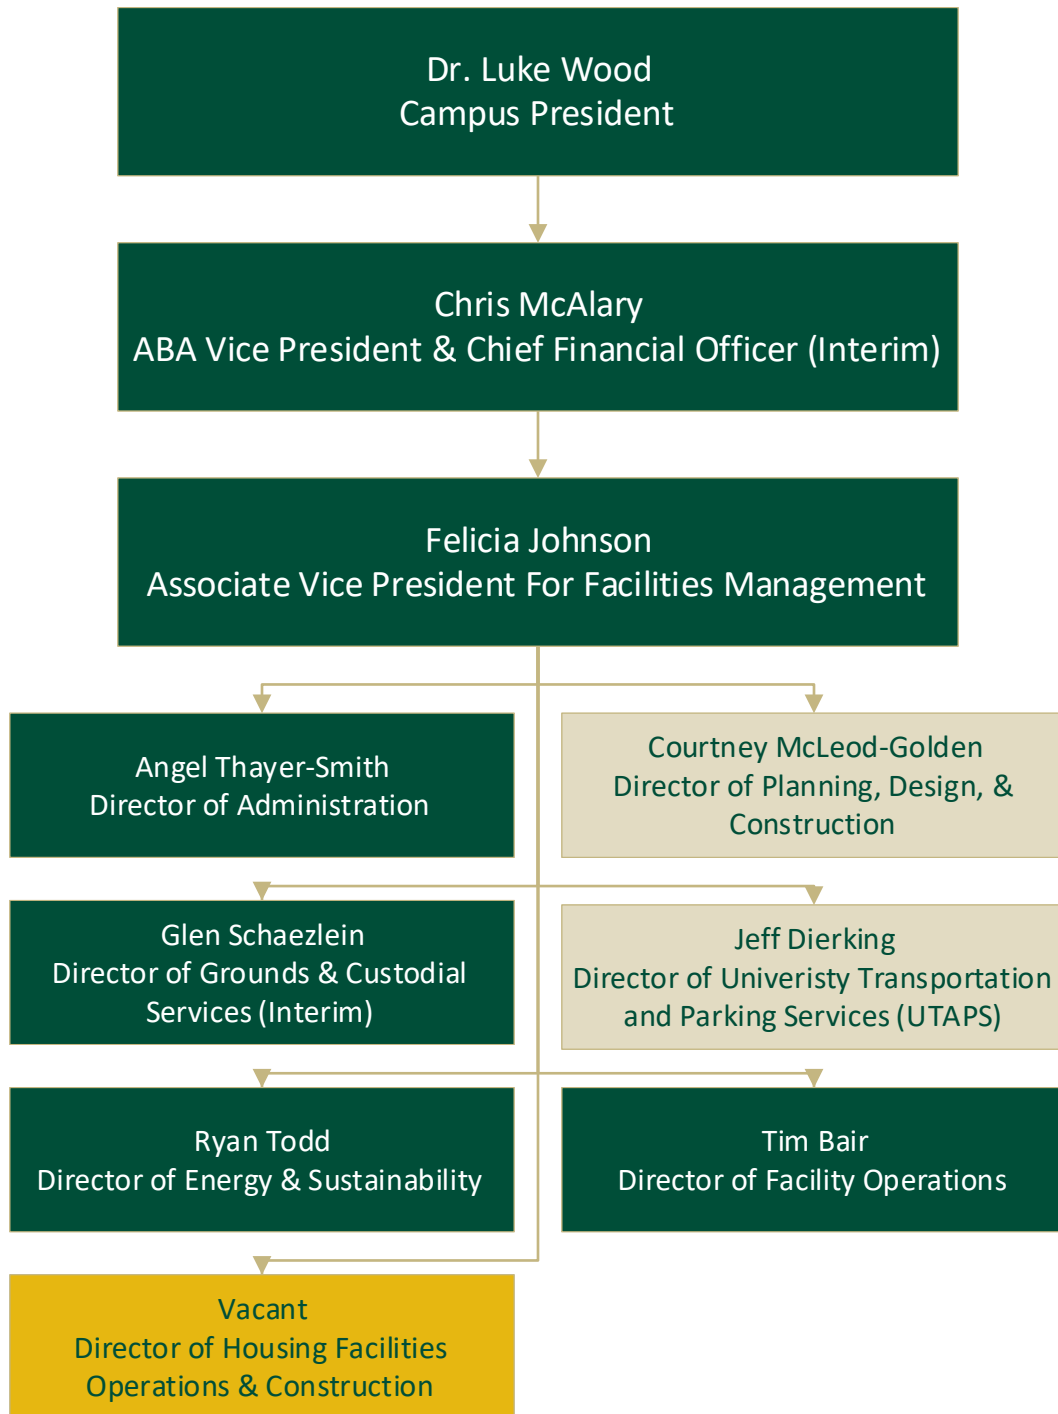 Dr. Luke Wood
Campus President
Chris McAlary
ABA Vice President & Chief Financial Officer (Interim)
Felicia Johnson
Associate Vice President For Facilities Management
Angel Thayer-Smith
Director of Administration
Courtney McLeod-Golden
Director of Planning, Design, &
Construction
Glen Schaezlein
Director of Grounds & Custodial
Services (Interim)
Jeff Dierking
Director of Univeristy Transportation
and Parking Services (UTAPS)
Ryan Todd
Director of Energy & Sustainability
Tim Bair
Director of Facility Operations
Vacant
Director of Housing Facilities
Operations & Construction